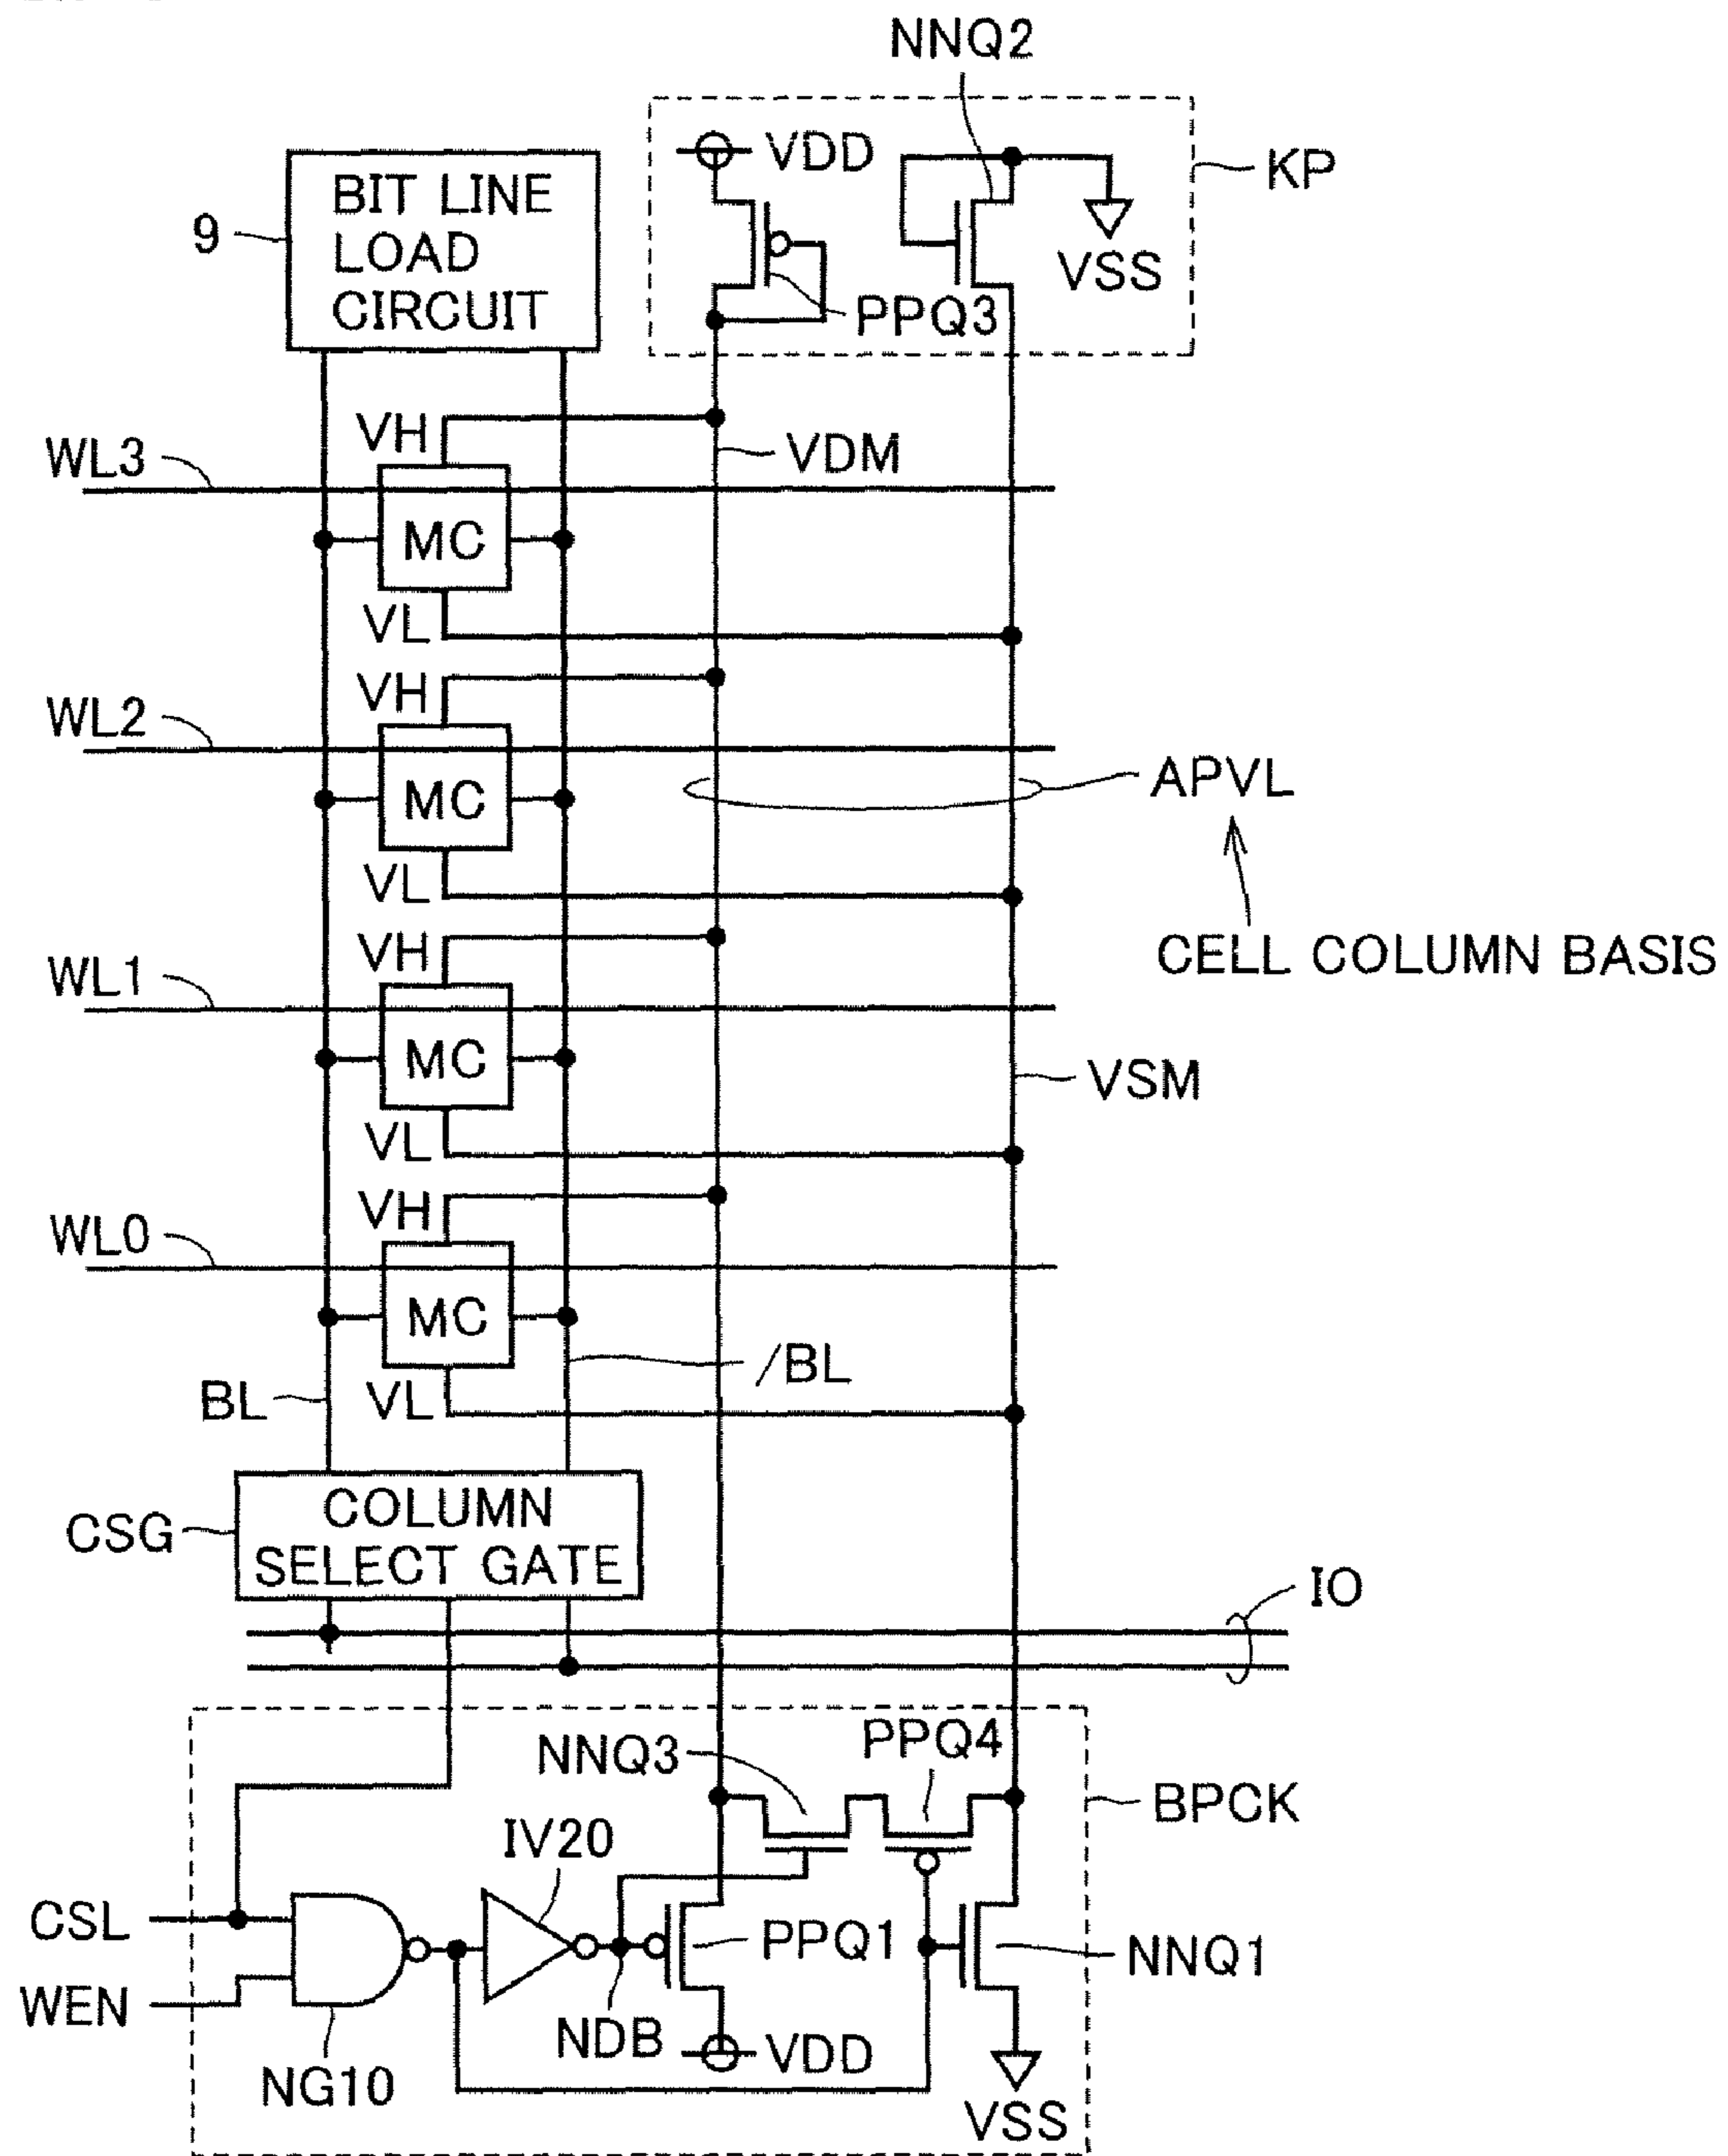 NNQ2
VDD
KP
BIT LINE
LOAD
CIRCUIT
9
VSS
PPQ3
VH
WL3
VDM
MC
VL
VH
WL2
MC
APVL
VL
VH
CELL COLUMN BASIS
WL1
MC
VSM
VL
VH
WL0
MC
/BL
BL
VL
COLUMN
SELECT GATE
CSG
IO
PPQ4
NNQ3
BPCK
IV20
CSL
PPQ1
NNQ1
WEN
NDB
VDD
NG10
VSS